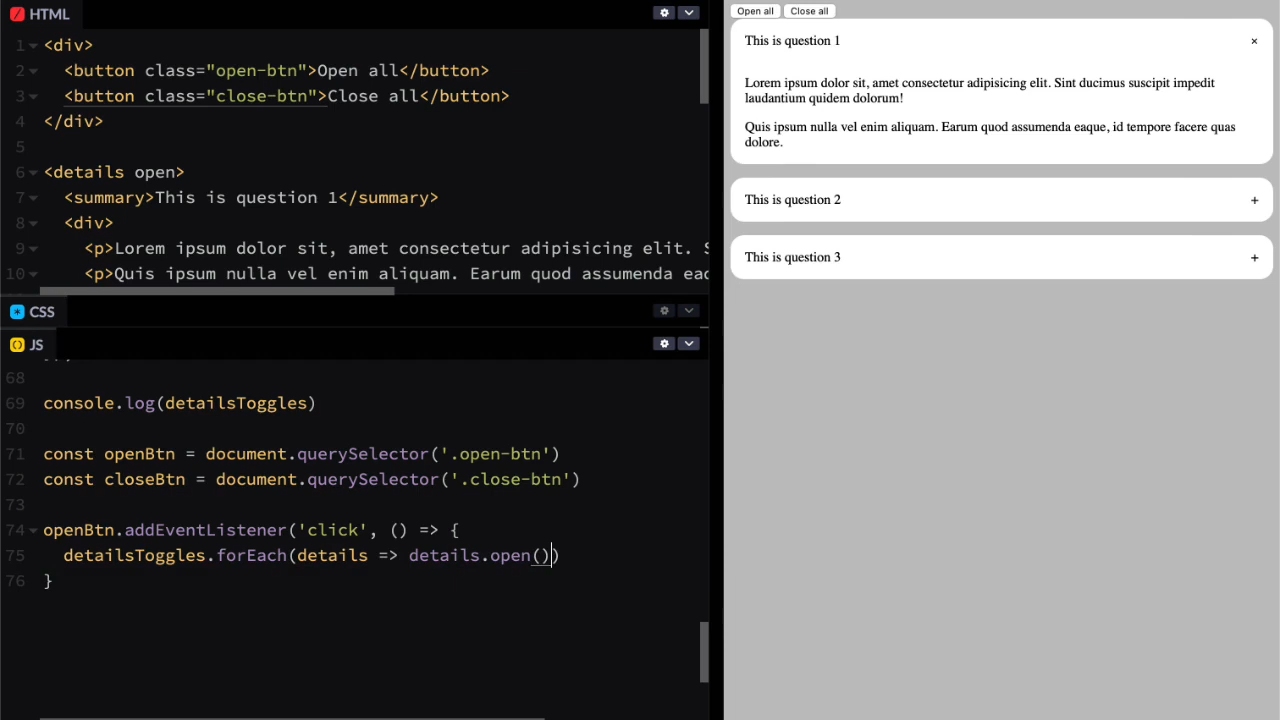 HTML
1 <div>
2 <button class="open-btn">Open all</button>
3 <button class="close-btn">Close all</button>
4 </div>
5
6 <details open>
7 <summary>This is question 1</summary>
8 <div>
9 <p>Lorem ipsum dolor sit, amet consectetur adipisicing elit. S
10 <p>Quis ipsum nulla vel enim aliquam. Earum quod assumenda eac
CSS
JS
68
69 console.log(detailsToggles)
70
71 const openBtn = document.querySelector('.open-btn')
72 const closeBtn = document.querySelector('.close-btn')
73
74 openBtn.addEventListener('click', () => {
75 detailsToggles.forEach(details => details.open())
76 }
Open all Close all
This is question 1 ×
Lorem ipsum dolor sit, amet consectetur adipisicing elit. Sint ducimus suscipit impedit
laudantium quidem dolorum!
Quis ipsum nulla vel enim aliquam. Earum quod assumenda eaque, id tempore facere quas
dolore.
This is question 2 +
This is question 3 +